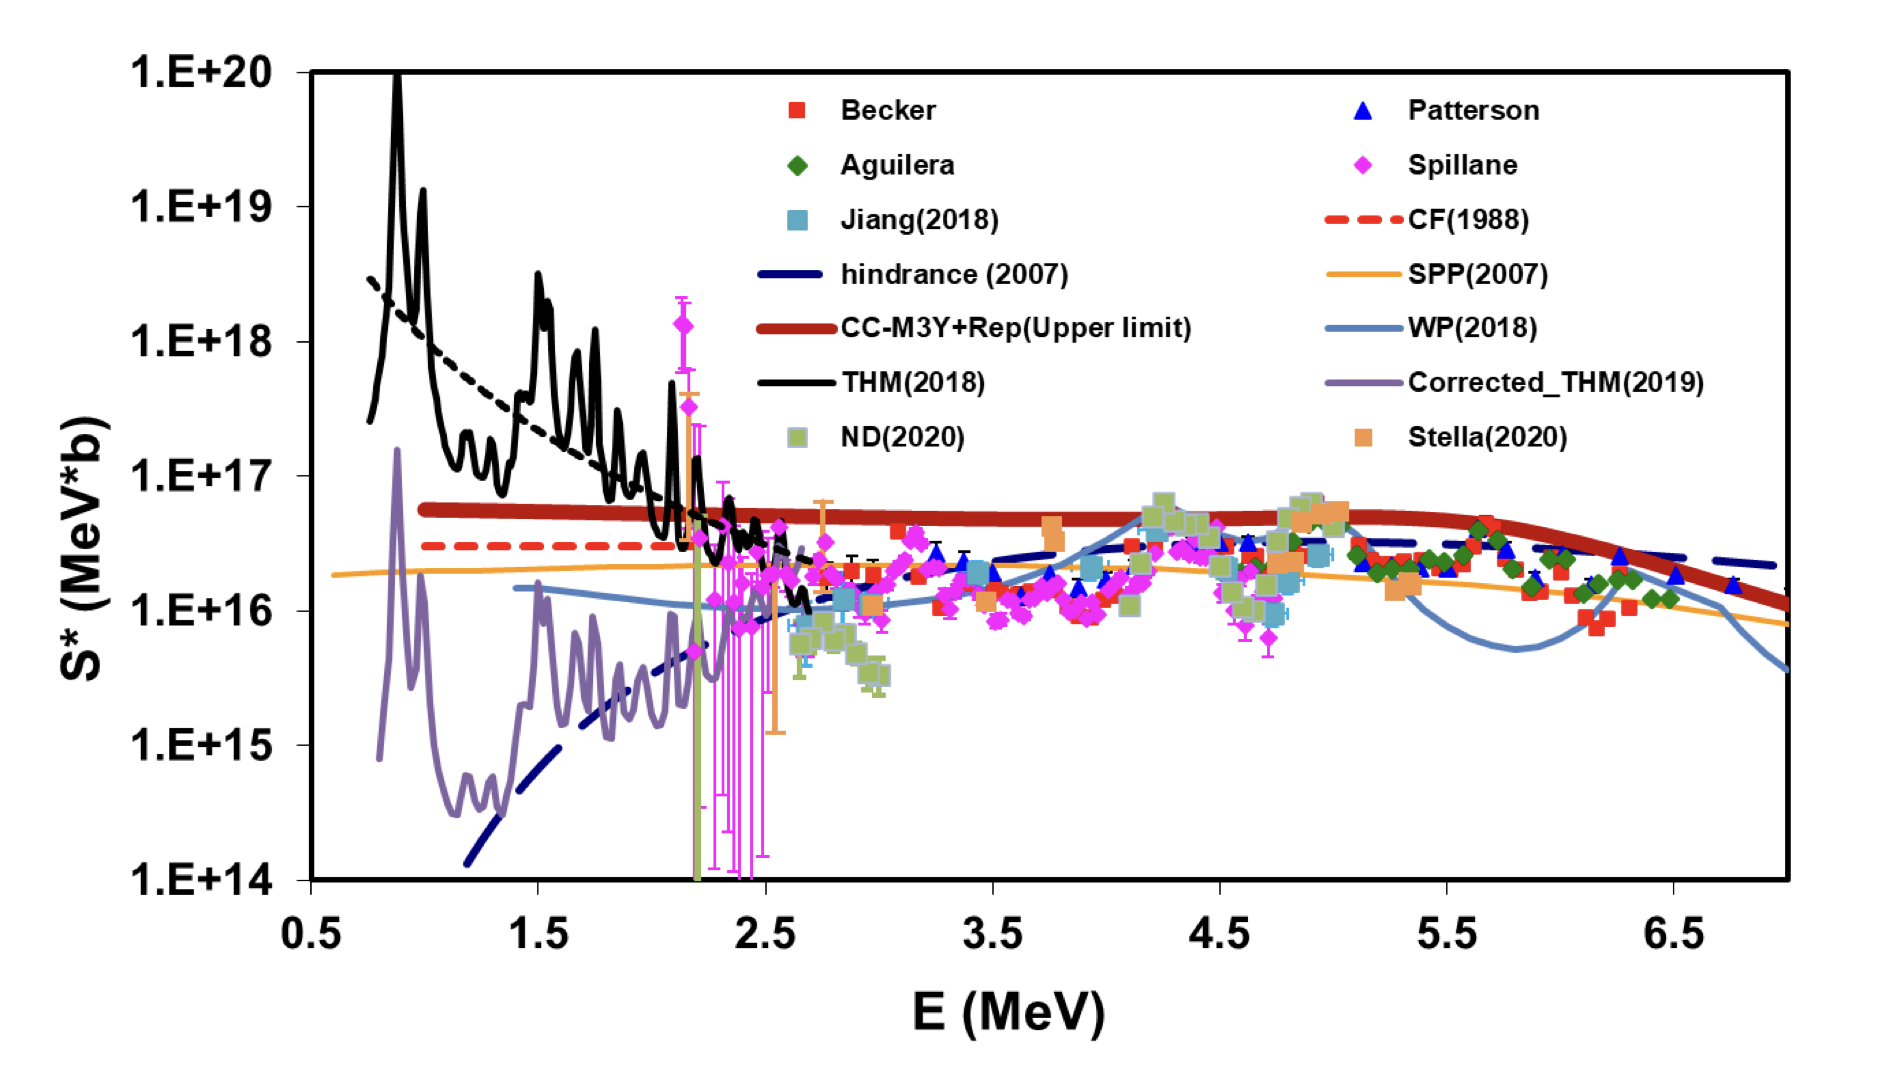 1.E+20
1.E+19
1.E+18
1.E+17
1.E+16
1.E+15
1.E+14
S* (MeV*b)
Becker
Patterson
Aguilera
Spillane
Jiang(2018)
CF(1988)
hindrance (2007)
SPP(2007)
CC-M3Y+Rep(Upper limit)
WP(2018)
THM(2018)
Corrected_THM(2019)
ND(2020)
Stella(2020)
0.5 1.5 2.5 3.5 4.5 5.5 6.5
E (MeV)